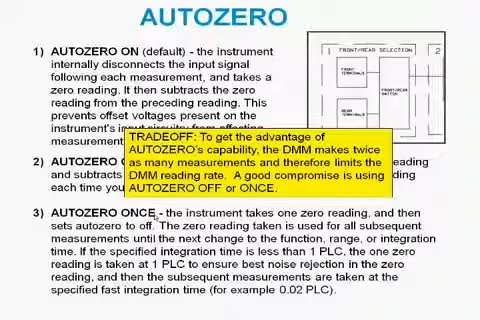 AUTOZERO
1) AUTOZERO ON (default) - the instrument
internally disconnects the input signal
following each measurement, and takes a
zero reading. It then subtracts the zero
reading from the preceding reading. This
prevents offset voltages present on the
instrument's input circuitry from affecting
measurement
1 FRONT/REAR SELECTION
2
FRONT TERMINALS
FRONT/REAR SWITCH
REAR TERMINALS
TRADEOFF: To get the advantage of
AUTOZERO's capability, the DMM makes twice
as many measurements and therefore limits the
DMM reading rate. A good compromise is using
AUTOZERO OFF or ONCE.
2) AUTOZERO reading
and subtracts ding
each time you
3) AUTOZERO ONCE - the instrument takes one zero reading, and then
sets autozero to off. The zero reading taken is used for all subsequent
measurements until the next change to the function, range, or integration
time. If the specified integration time is less than 1 PLC, the one zero
reading is taken at 1 PLC to ensure best noise rejection in the zero
reading, and then the subsequent measurements are taken at the
specified fast integration time (for example 0.02 PLC).